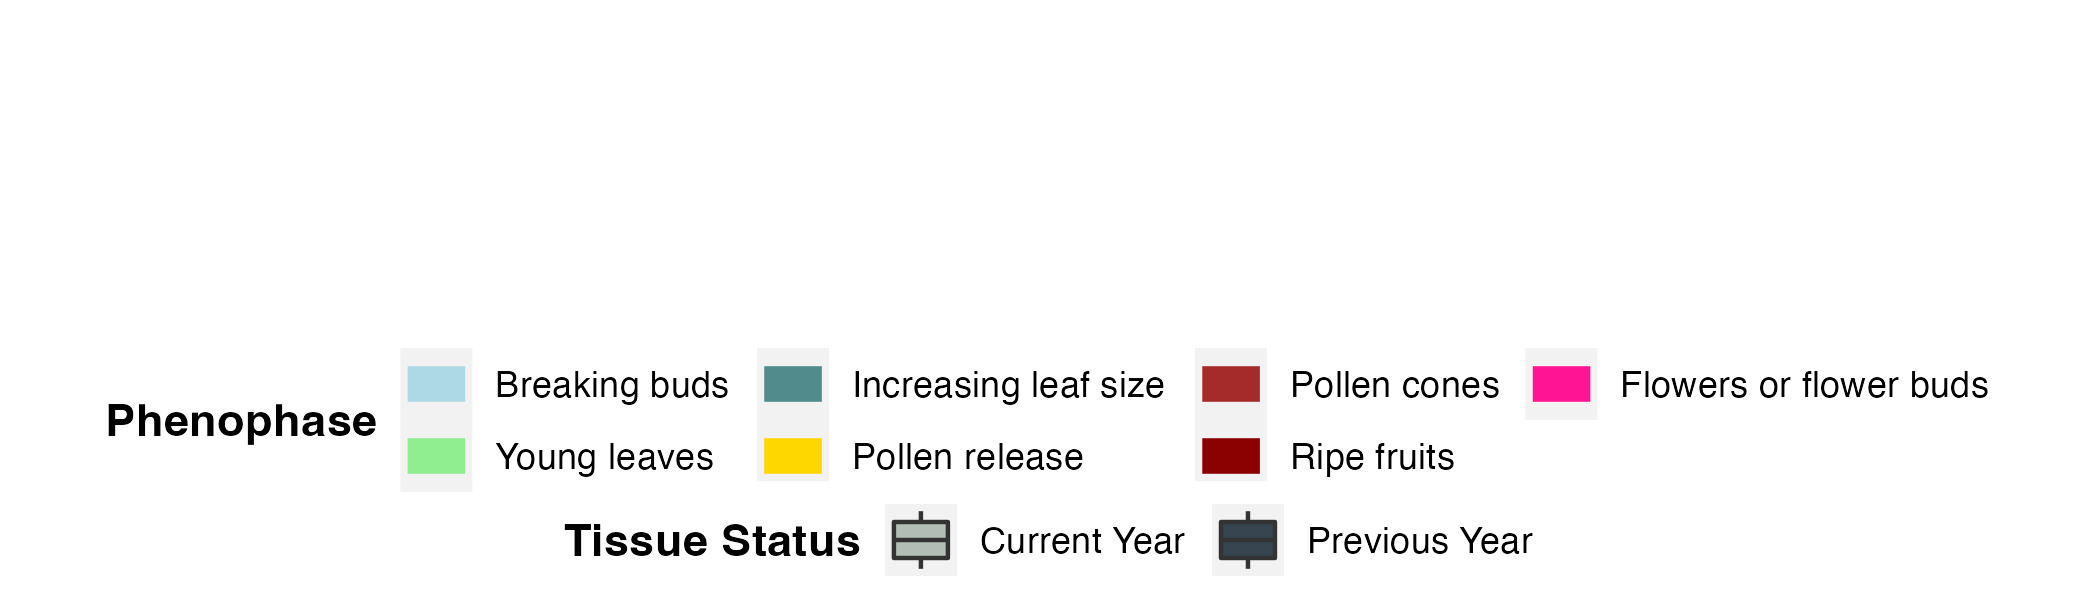 Phenophase
Breaking buds Increasing leaf size Pollen cones Flowers or flower buds
Young leaves Pollen release Ripe fruits
Tissue Status Current Year Previous Year